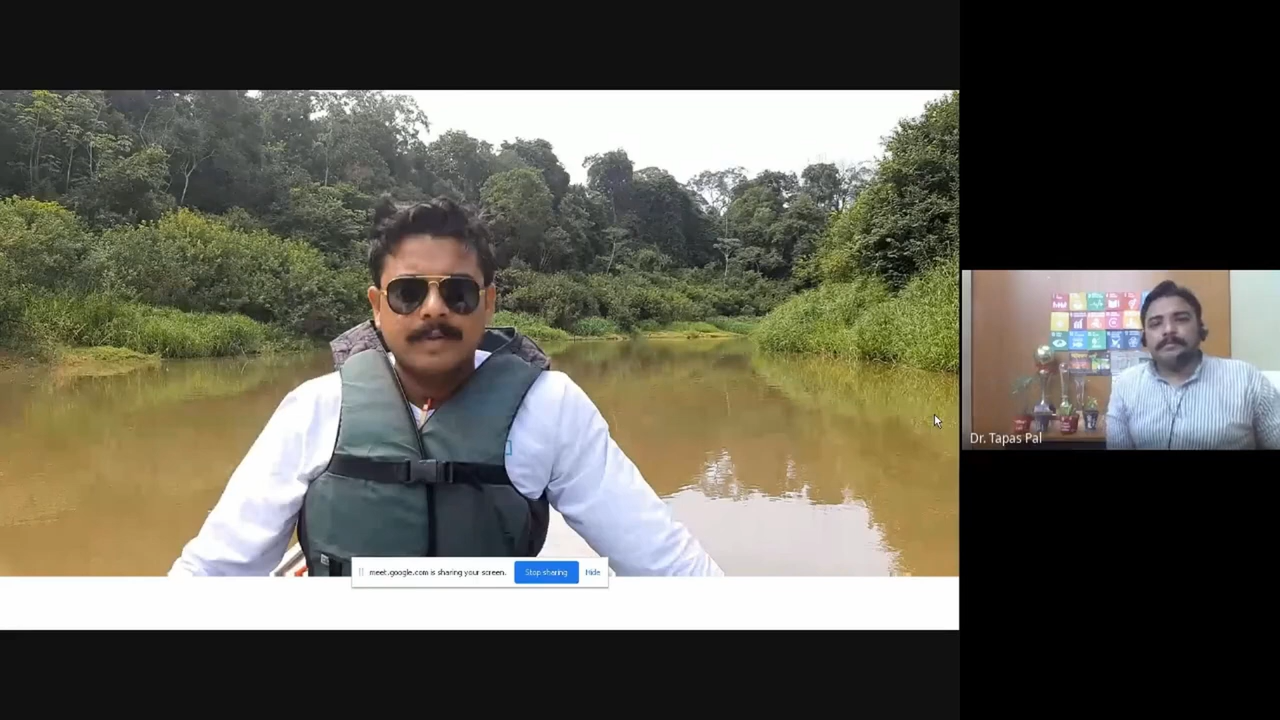 meet.google.com is sharing your screen.
Stop sharing
Hide
Dr. Tapas Pal